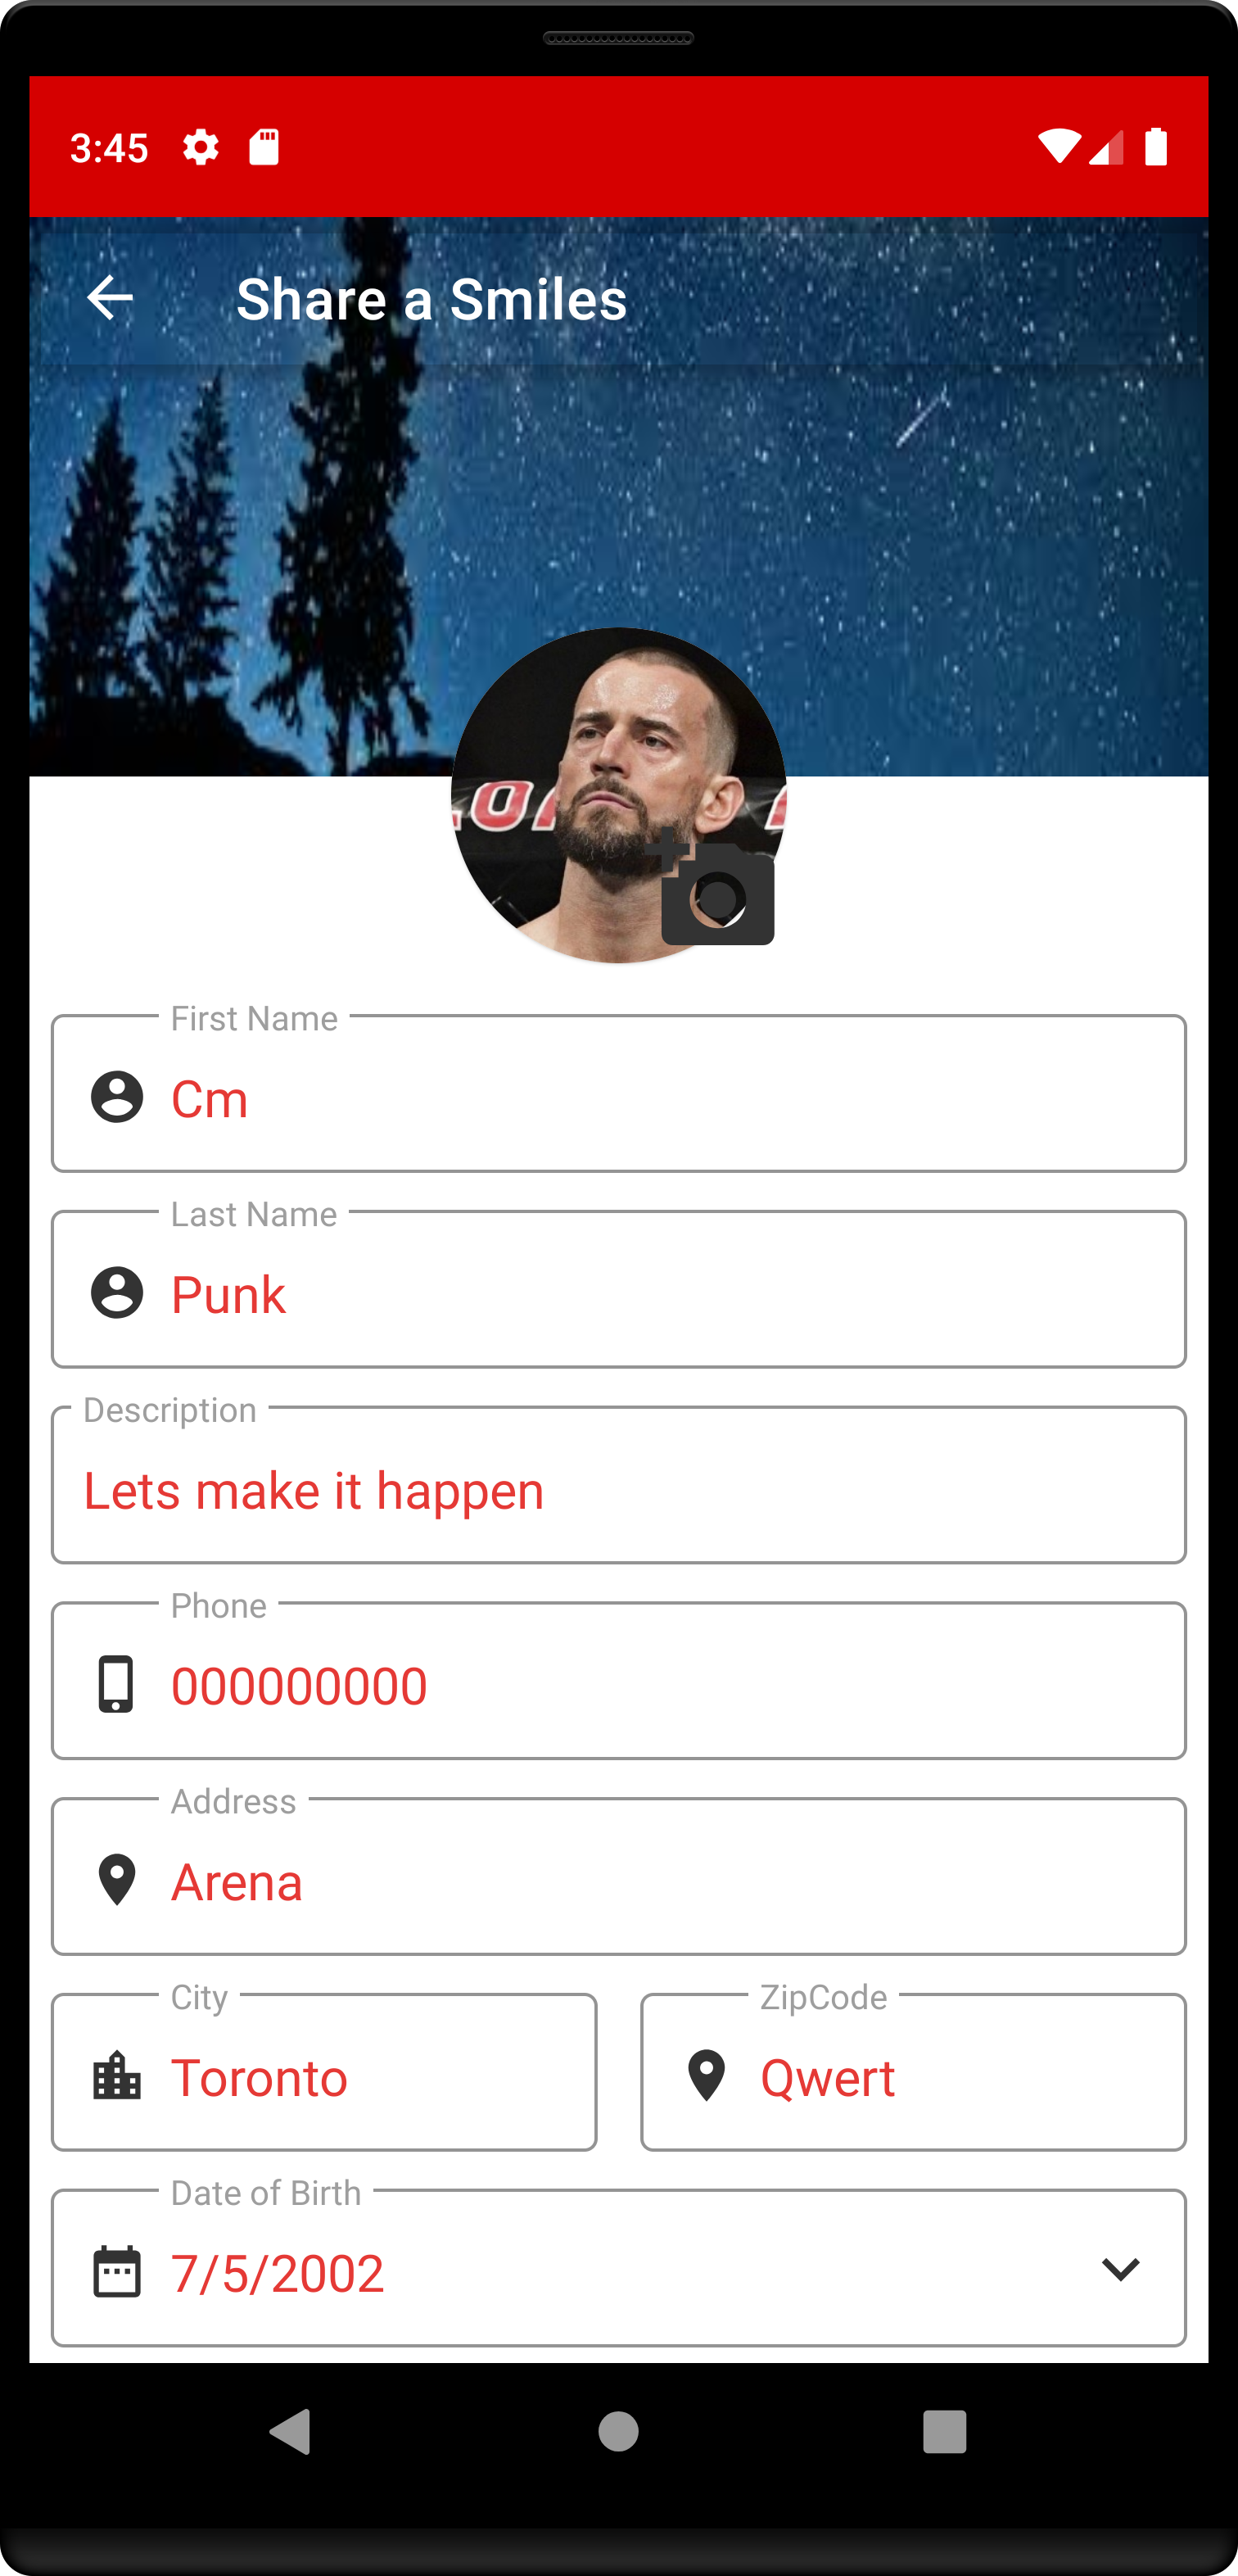 3:45
Share a Smiles
First Name
Cm
Last Name
Punk
Description
Lets make it happen
Phone
000000000
Address
Arena
City
Toronto
ZipCode
Qwert
Date of Birth
7/5/2002